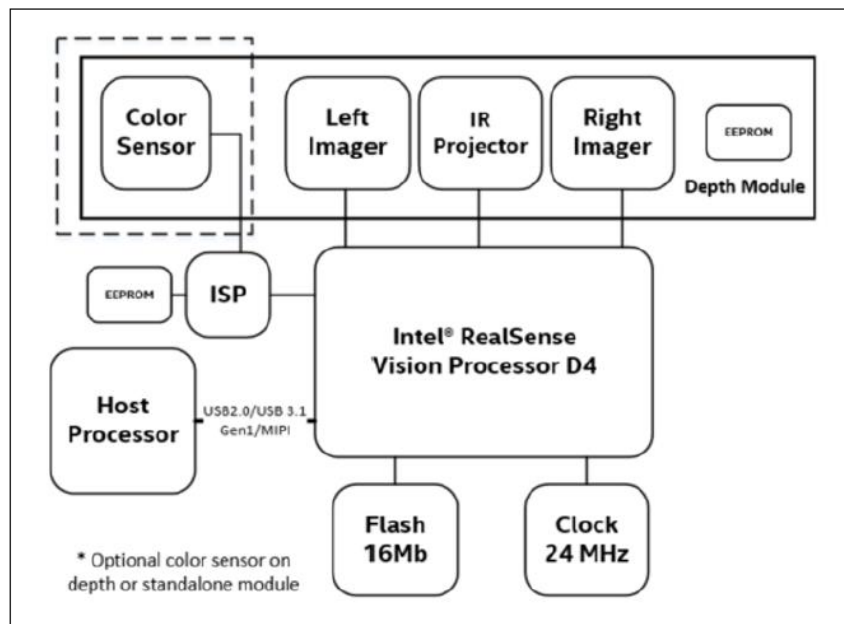 Color
Sensor
Left
Imager
IR
Projector
Right
Imager
EEPROM
Depth Module
EEPROM
ISP
Intel® RealSense
Vision Processor D4
Host
Processor
USB2.0/USB 3.1
Gen1/MIPI
Flash
16Mb
Clock
24 MHz
* Optional color sensor on
depth or standalone module